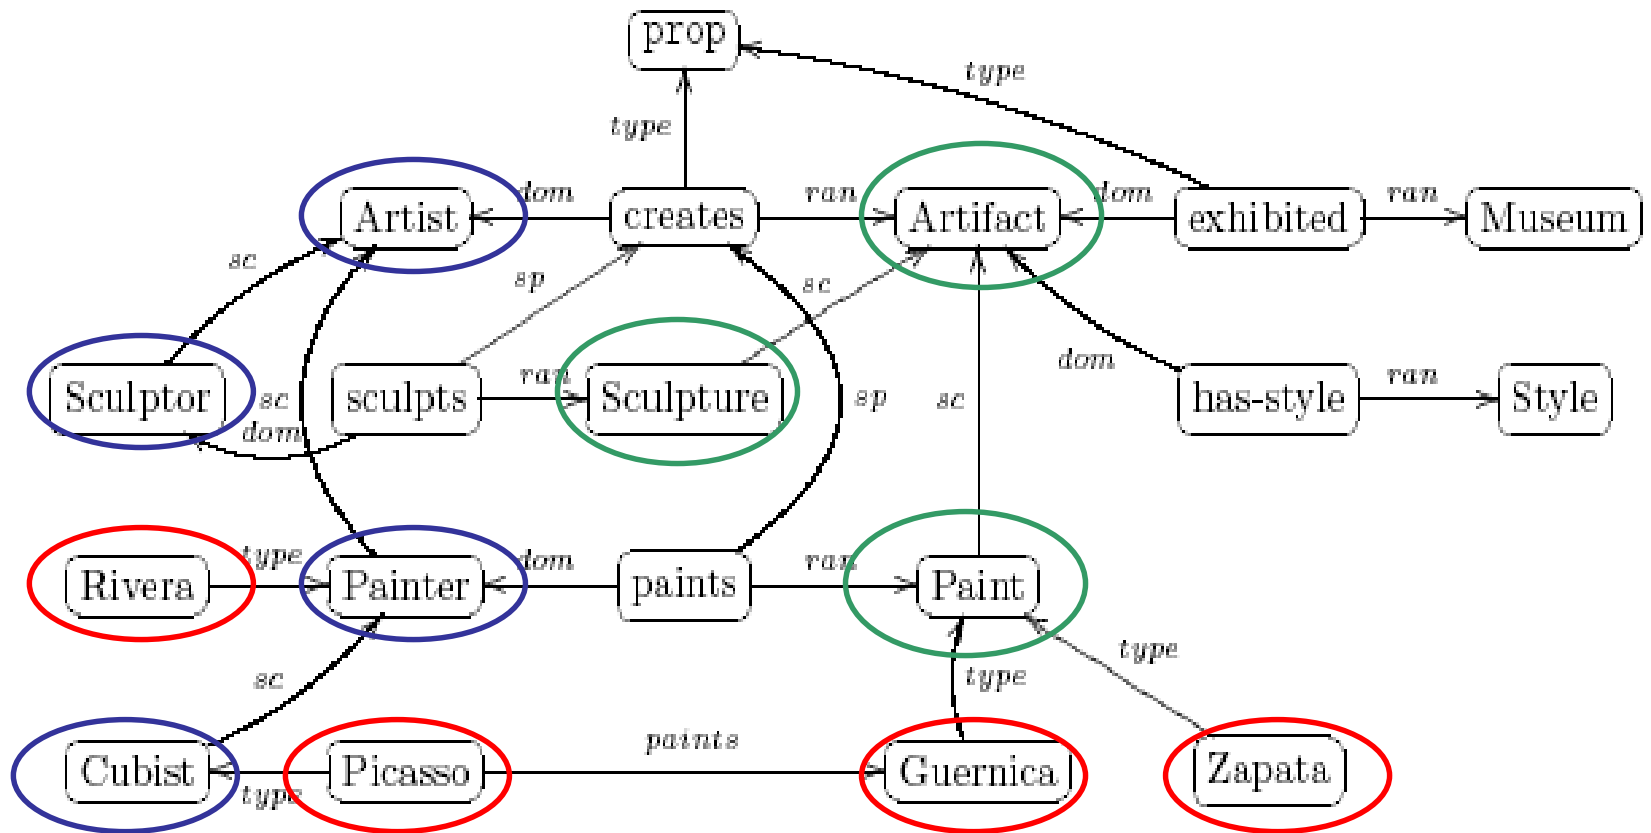 prop
type
type
Artist
dom
creates
ran
Artifact
dom
exhibited
ran
Museum
sc
sp
sc
dom
Sculptor
sc
sculpts
ran
Sculpture
sp
sc
has-style
ran
Style
dom
Rivera
type
Painter
dom
paints
ran
Paint
sc
type
type
Cubist
type
Picasso
paints
Guernica
Zapata